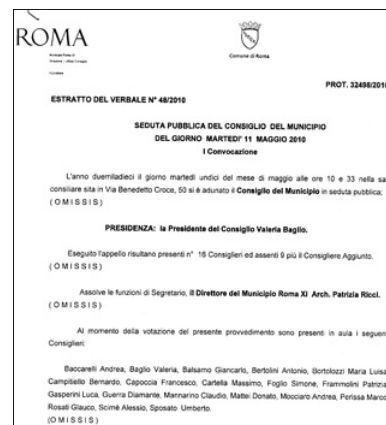 ROMA
Comune di Roma
PROT. 32498/2010
ESTRATTO DEL VERBALE N° 48/2010
SEDUTA PUBBLICA DEL CONSIGLIO DEL MUNICIPIO
DEL GIORNO MARTEDI' 11 MAGGIO 2010
I Convocazione
L'anno duemiladieci il giorno martedì undici del mese di maggio alle ore 10 e 33 nella sa
consiliare sita in Via Benedetto Croce, 50 si è adunato il Consiglio del Municipio in seduta pubblica;
( O M I S S I S )
PRESIDENZA: la Presidente del Consiglio Valeria Baglio.
Eseguito l'appello risultano presenti n° 16 Consiglieri ed assenti 9 più il Consigliere Aggiunto.
( O M I S S I S )
Assolve le funzioni di Segretario, il Direttore del Municipio Roma XI Arch. Patrizia Ricci.
( O M I S S I S )
Al momento della votazione del presente provvedimento sono presenti in aula i seguen
Consiglieri:
Baccarelli Andrea, Baglio Valeria, Balsamo Giancarlo, Bertolini Antonio, Bortolozzi Maria Luisa
Campitiello Bernardo, Capoccia Francesco, Cartella Massimo, Foglio Simone, Frammolini Patrizia
Gasperini Luca, Guerra Diamante, Mannarino Claudio, Mattei Donato, Mocciaro Andrea, Perissa Marco
Rosati Glauco, Scimè Alessio, Sposato Umberto.
( O M I S S I S )